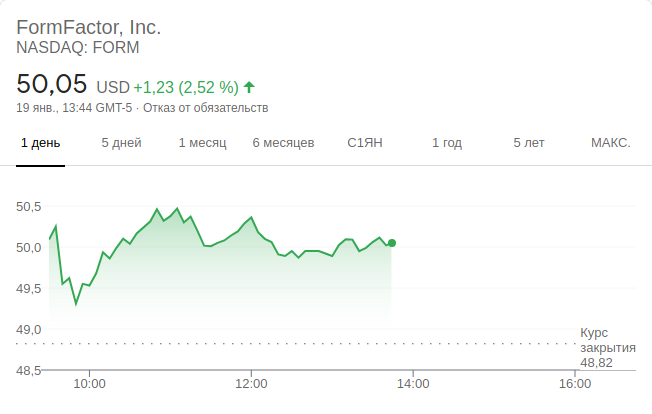 FormFactor, Inc.
NASDAQ: FORM
50,05 USD +1,23 (2,52 %)
19 янв., 13:44 GMT-5 · Отказ от обязательств
1 день 5 дней 1 месяц 6 месяцев С1ЯН 1 год 5 лет МАКС.
50,5
50,0
49,5
49,0
Курс
закрытия
48,82
48,5
10:00 12:00 14:00 16:00